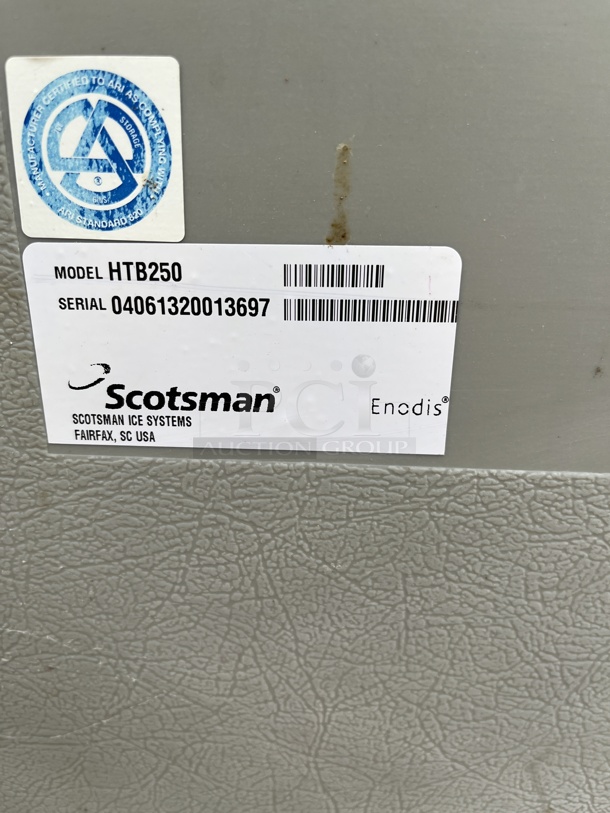 MANUFACTURER CERTIFIED TO ARI AS COMPLYING WITH
STORAGE
ARI STANDARD 820
MODEL HTB250
SERIAL 04061320013697
Scotsman®
SCOTSMAN ICE SYSTEMS
FAIRFAX, SC USA
Enodis®
PCI
AUCTION GROUP